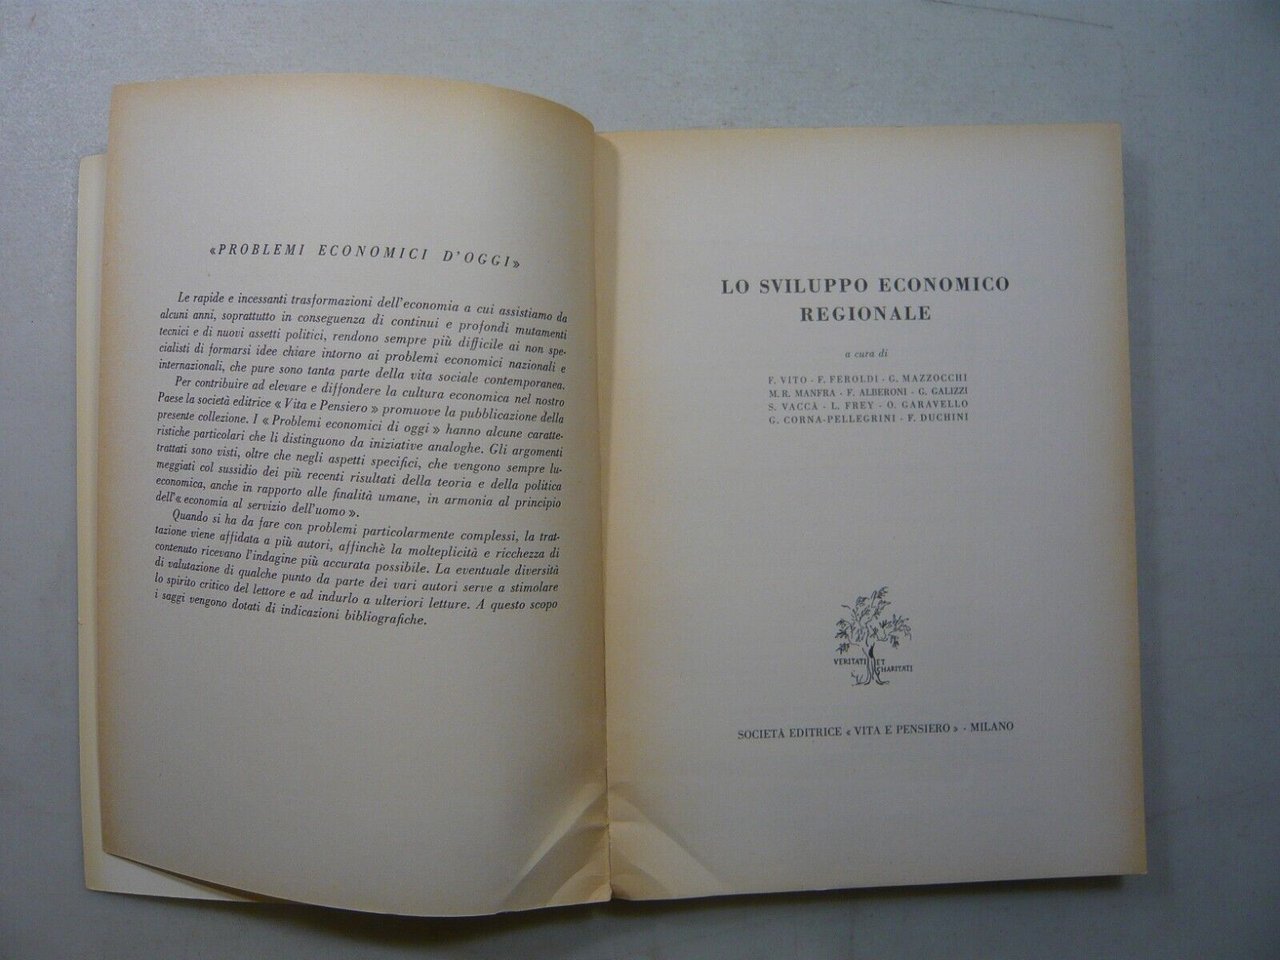 «PROBLEMI ECONOMICI D'OGGI»
Le rapide e incessanti trasformazioni dell'economia a cui assistiamo da
alcuni anni, soprattutto in conseguenza di continui e profondi mutamenti
tecnici e di nuovi assetti politici, rendono sempre più difficile ai non spe-
cialisti di formarsi idee chiare intorno ai problemi economici nazionali e
internazionali, che pure sono tanta parte della vita sociale contemporanea.
Per contribuire ad elevare e diffondere la cultura economica nel nostro
Paese la società editrice « Vita e Pensiero » promuove la pubblicazione della
presente collezione. I « Problemi economici di oggi » hanno alcune caratte-
ristiche particolari che li distinguono da iniziative analoghe. Gli argomenti
trattati sono visti, oltre che negli aspetti specifici, che vengono sempre lu-
meggiati col sussidio dei più recenti risultati della teoria e della politica
economica, anche in rapporto alle finalità umane, in armonia al principio
dell'« economia al servizio dell'uomo ».
Quando si ha da fare con problemi particolarmente complessi, la trat-
tazione viene affidata a più autori, affinchè la molteplicità e ricchezza di
contenuto ricevano l'indagine più accurata possibile. La eventuale diversità
di valutazione di qualche punto da parte dei vari autori serve a stimolare
lo spirito critico del lettore e ad indurlo a ulteriori letture. A questo scopo
i saggi vengono dotati di indicazioni bibliografiche.
LO SVILUPPO ECONOMICO
REGIONALE
a cura di
F. VITO - F. FEROLDI - G. MAZZOCCHI
M.R. MANFRA - F. ALBERONI - G. GALIZZI
S. VACCÀ - L. FREY - O. GARAVELLO
G. CORNA-PELLEGRINI - F. DUCHINI
VERITATI ET
CHARITATI
SOCIETÀ EDITRICE « VITA E PENSIERO » - MILANO